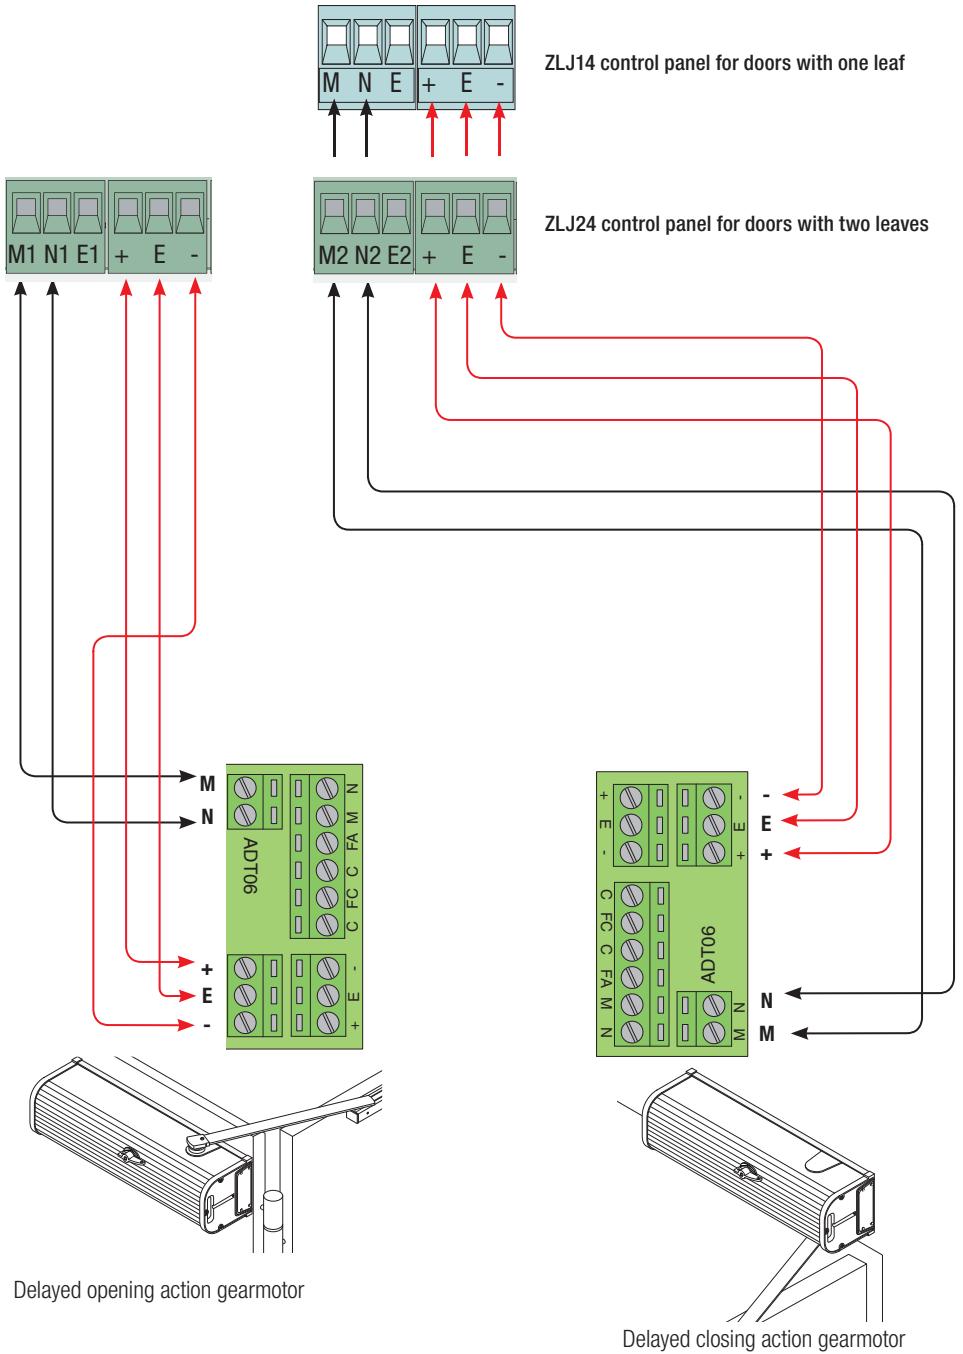 M N E + E -
ZLJ14 control panel for doors with one leaf
M1 N1 E1 + E -
M2 N2 E2 + E -
ZLJ24 control panel for doors with two leaves
M
N
ADT06
N
M
FA
C
FC
C
+
E
-
-
E
+
+
E
-
-
E
+
-
E
+
C
FC
C
FA
M
N
ADT06
N
M
N
M
Delayed opening action gearmotor
Delayed closing action gearmotor